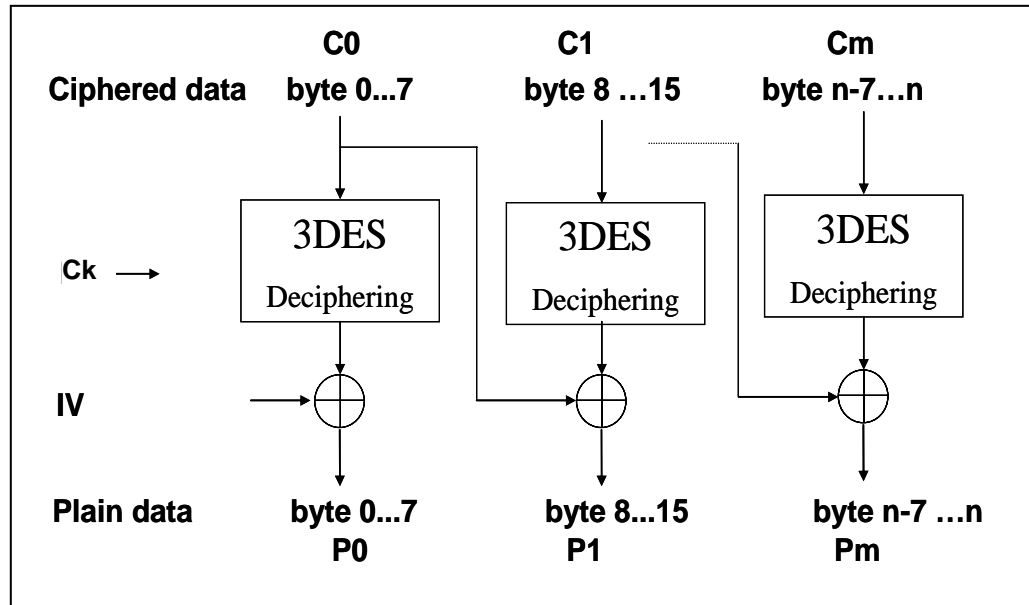 C0 C1 Cm
Ciphered data byte 0...7 byte 8 ...15 byte n-7...n
3DES 3DES 3DES
Ck Deciphering Deciphering Deciphering
IV
Plain data byte 0...7 byte 8...15 byte n-7 ...n
P0 P1 Pm